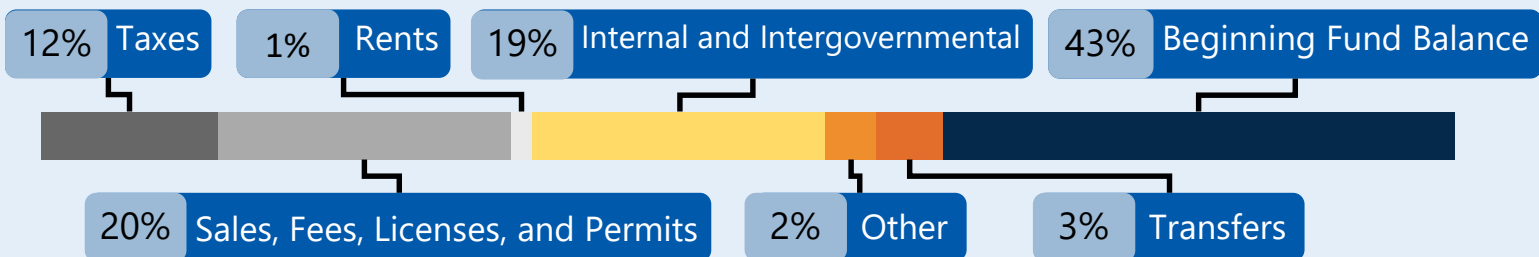 12% Taxes
1% Rents
19% Internal and Intergovernmental
43% Beginning Fund Balance
20% Sales, Fees, Licenses, and Permits
2% Other
3% Transfers